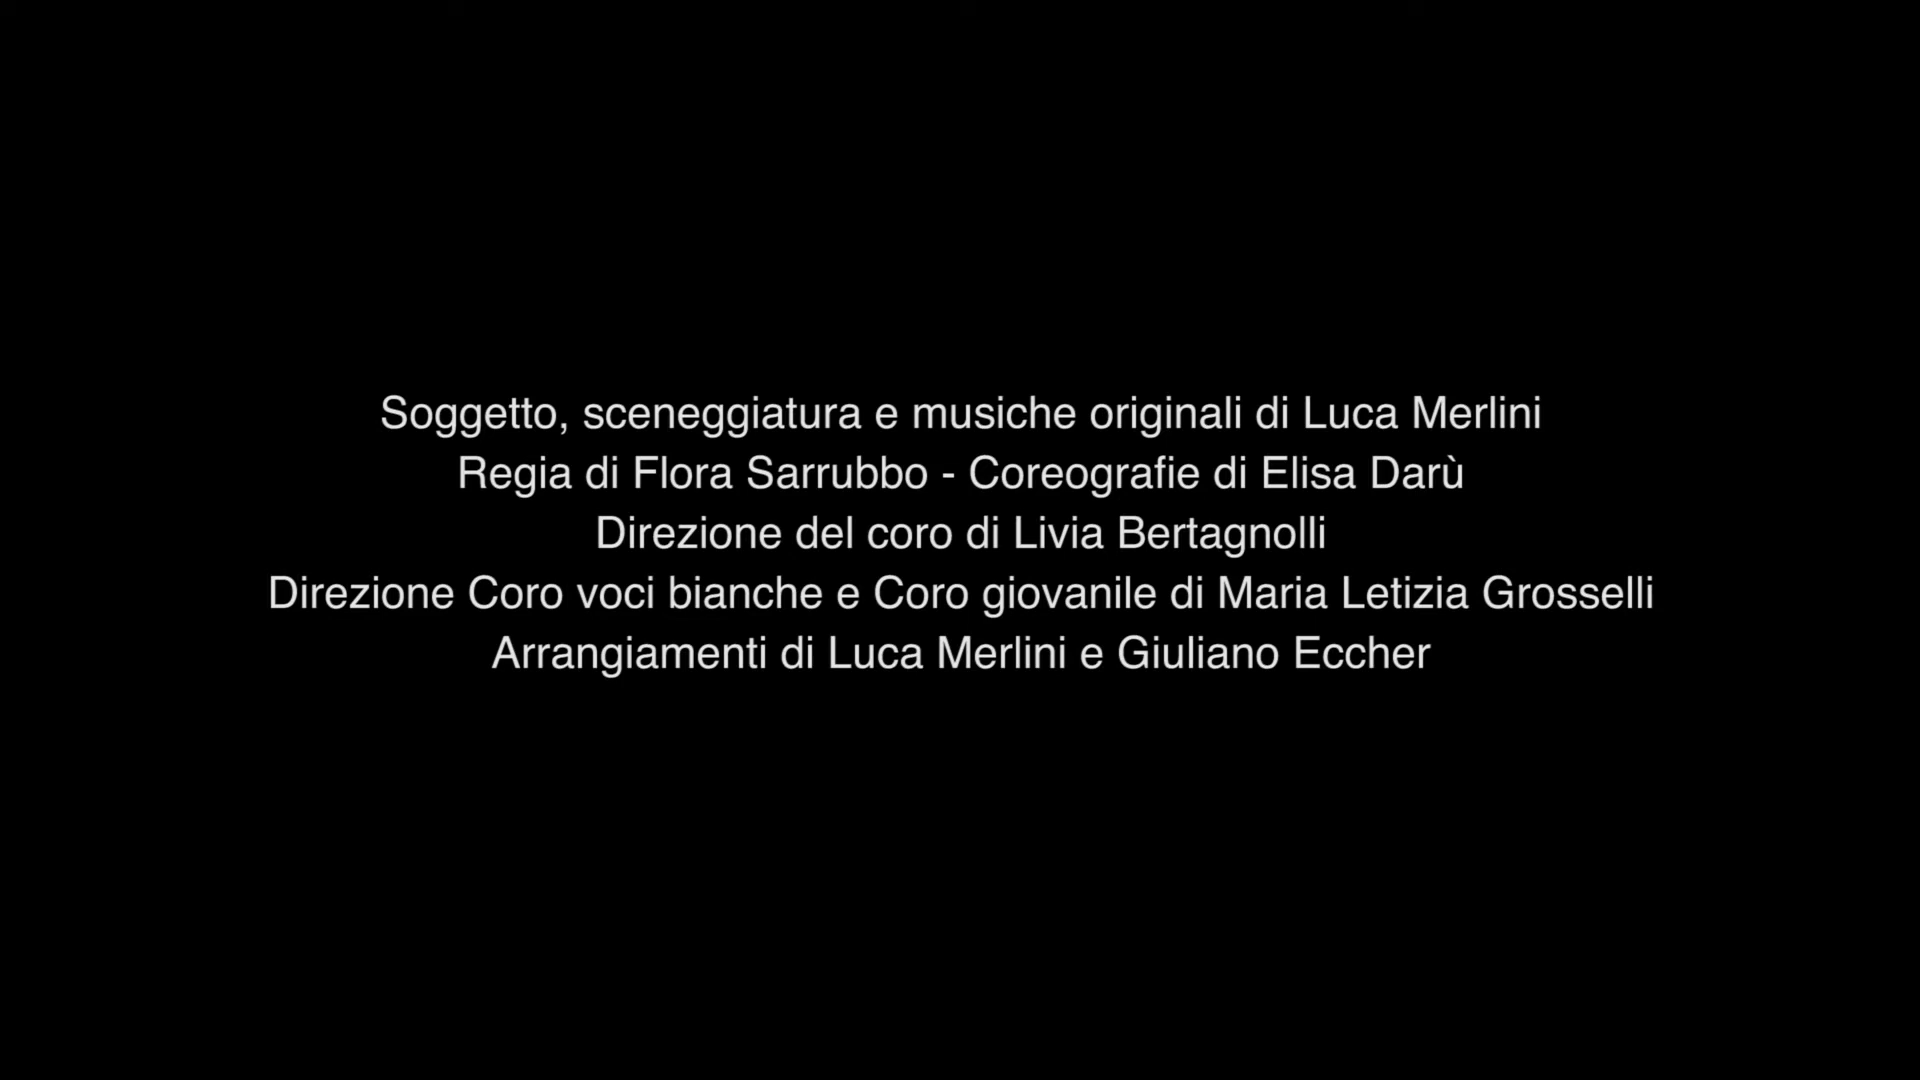 Soggetto, sceneggiatura e musiche originali di Luca Merlini
Regia di Flora Sarrubbo - Coreografie di Elisa Darù
Direzione del coro di Livia Bertagnolli
Direzione Coro voci bianche e Coro giovanile di Maria Letizia Grosselli
Arrangiamenti di Luca Merlini e Giuliano Eccher